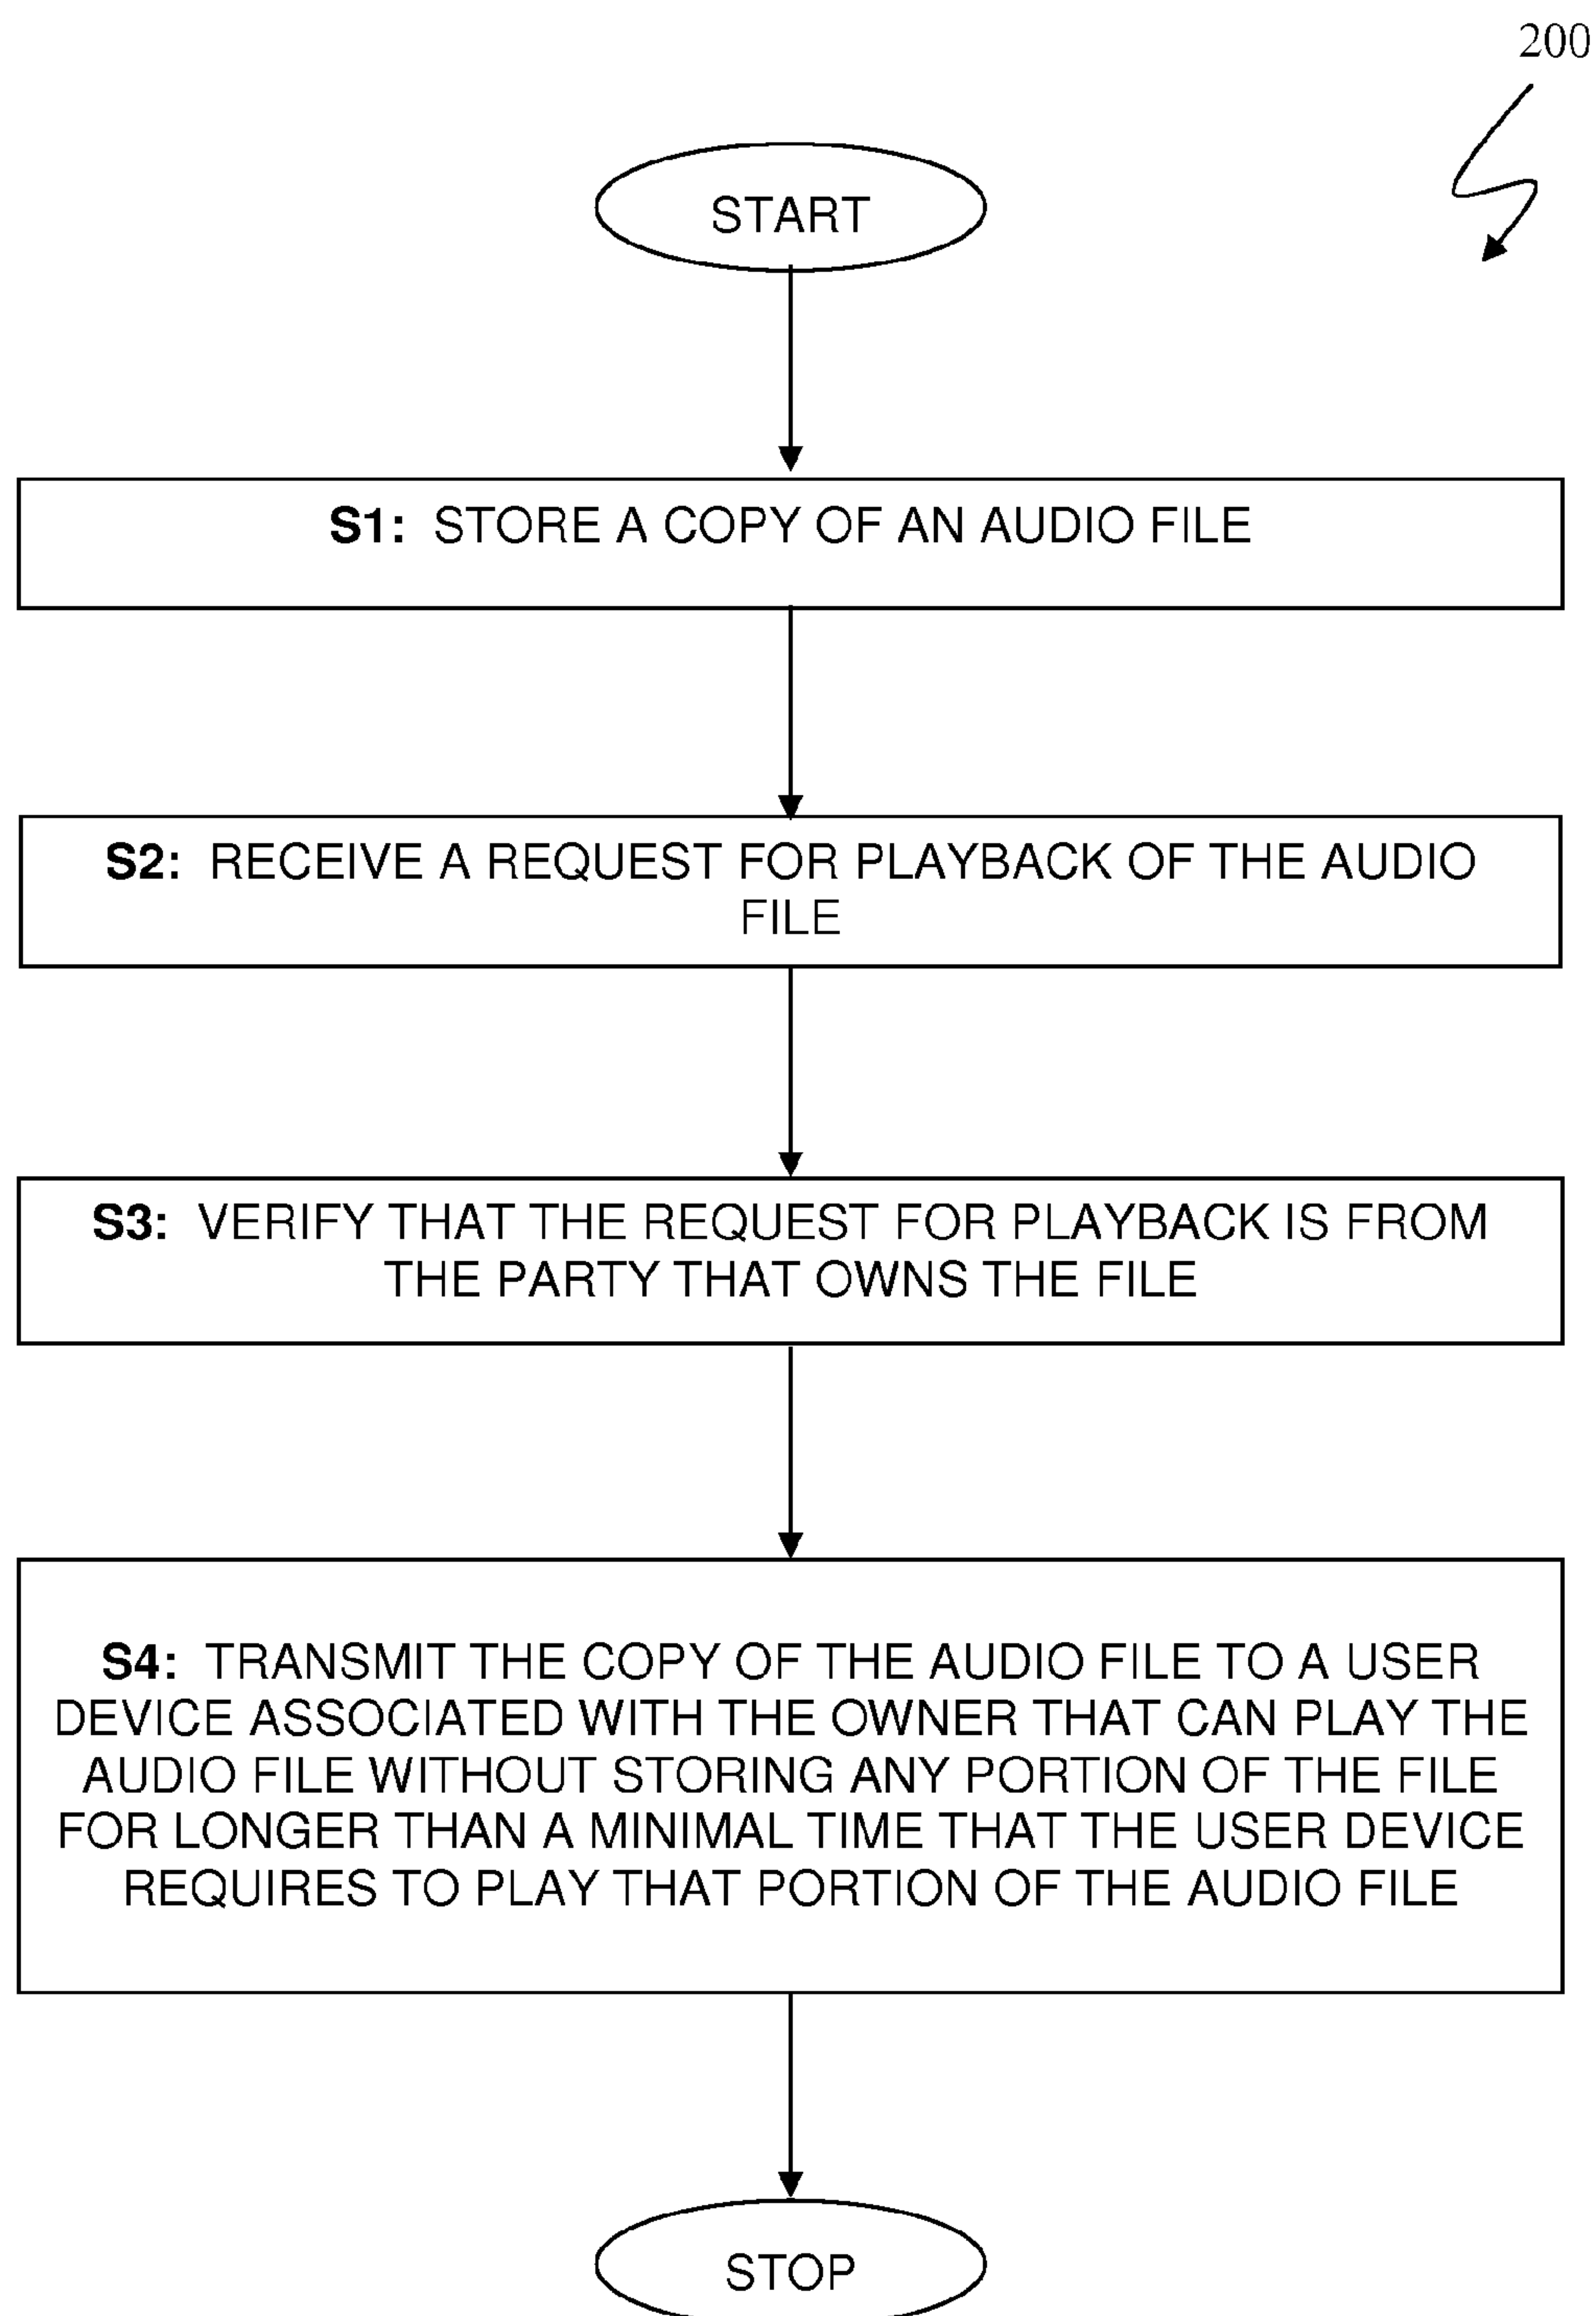 200
START
S1: STORE A COPY OF AN AUDIO FILE
S2: RECEIVE A REQUEST FOR PLAYBACK OF THE AUDIO
FILE
S3: VERIFY THAT THE REQUEST FOR PLAYBACK IS FROM
THE PARTY THAT OWNS THE FILE
S4: TRANSMIT THE COPY OF THE AUDIO FILE TO A USER
DEVICE ASSOCIATED WITH THE OWNER THAT CAN PLAY THE
AUDIO FILE WITHOUT STORING ANY PORTION OF THE FILE
FOR LONGER THAN A MINIMAL TIME THAT THE USER DEVICE
REQUIRES TO PLAY THAT PORTION OF THE AUDIO FILE
STOP